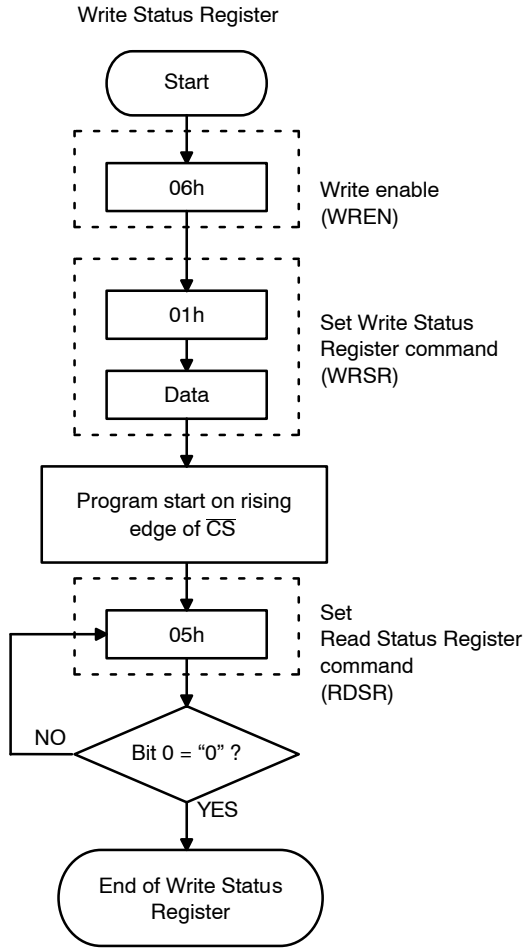 Write Status Register
Start
06h
Write enable
(WREN)
01h
Set Write Status
Register command
(WRSR)
Data
Program start on rising
edge of C̅S̅
05h
Set
Read Status Register
command
(RDSR)
NO
Bit 0 = “0” ?
YES
End of Write Status
Register